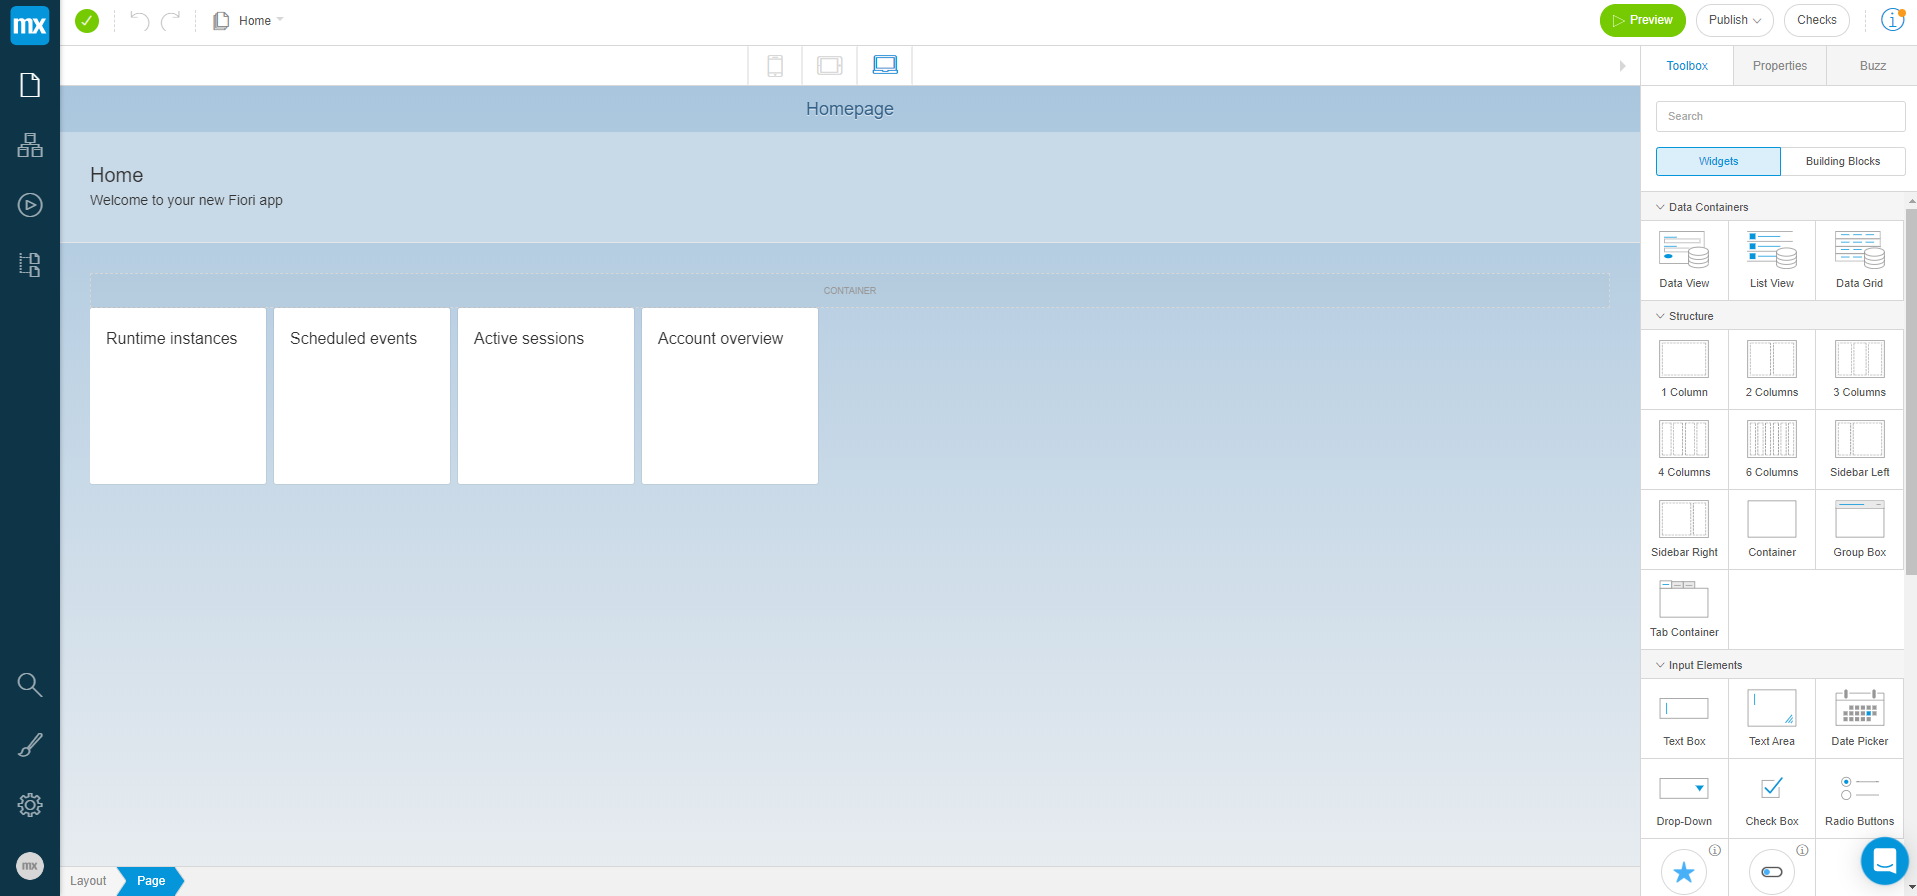 mx
Home
Preview
Publish
Checks
Toolbox
Properties
Buzz
Homepage
Search
Widgets
Building Blocks
Home
Welcome to your new Fiori app
CONTAINER
Runtime instances
Scheduled events
Active sessions
Account overview
Data Containers
Data View
List View
Data Grid
Structure
1 Column
2 Columns
3 Columns
4 Columns
6 Columns
Sidebar Left
Sidebar Right
Container
Group Box
Tab Container
Input Elements
Text Box
Text Area
Date Picker
Drop-Down
Check Box
Radio Buttons
mx
Layout
Page